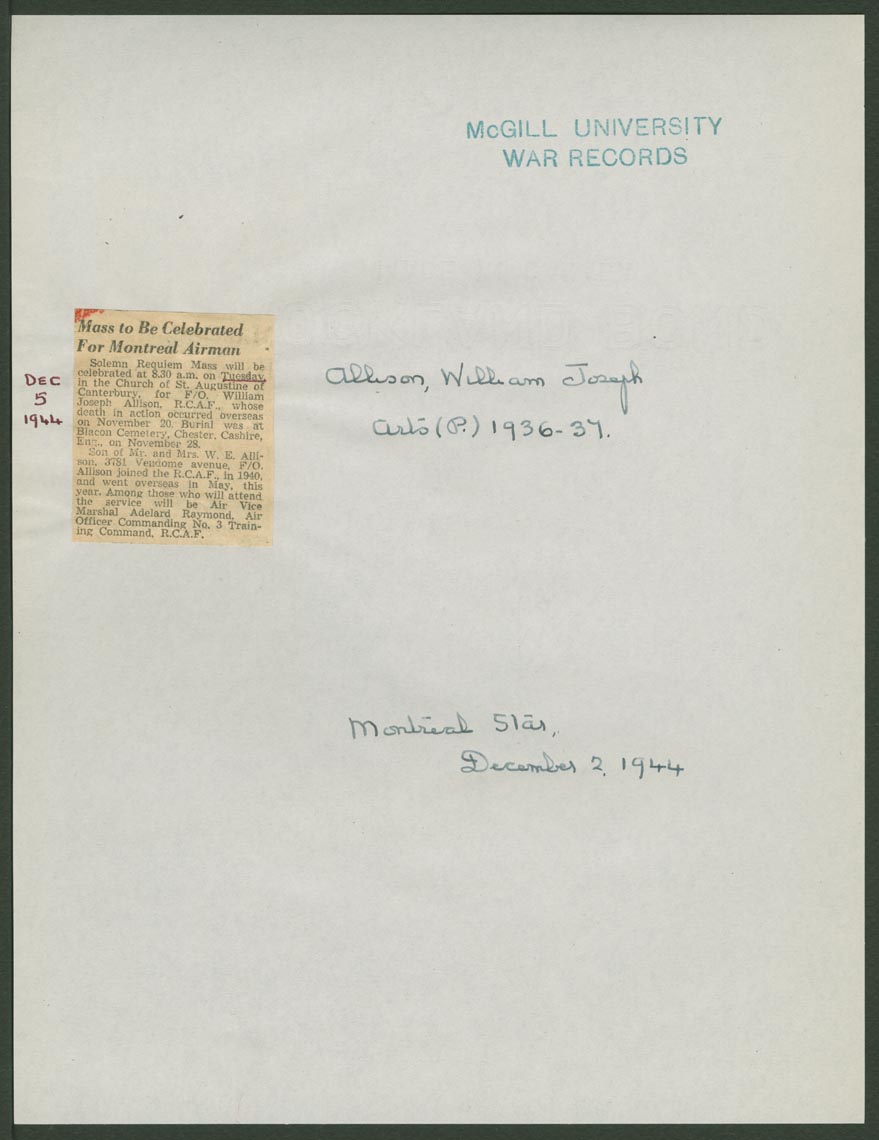 McGILL UNIVERSITY
WAR RECORDS
Mass to Be Celebrated
For Montreal Airman
Solemn Requiem Mass will be
celebrated at 8.30 a.m. on Tuesday,
in the Church of St. Augustine of
Canterbury, for F/O. William
Joseph Allison, R.C.A.F., whose
death in action occurred overseas
on November 20. Burial was at
Blacon Cemetery, Chester, Cashire,
Eng., on November 28.
Son of Mr. and Mrs. W. E. Alli-
son, 3781 Vendome avenue, F/O.
Allison joined the R.C.A.F., in 1940,
and went overseas in May, this
year. Among those who will attend
the service will be Air Vice
Marshal Adelard Raymond, Air
Officer Commanding No. 3 Train-
ing Command, R.C.A.F.
DEC
5
1944
Allison, William Joseph
Arts (P.) 1936-37.
Montreal Star,
December 2, 1944